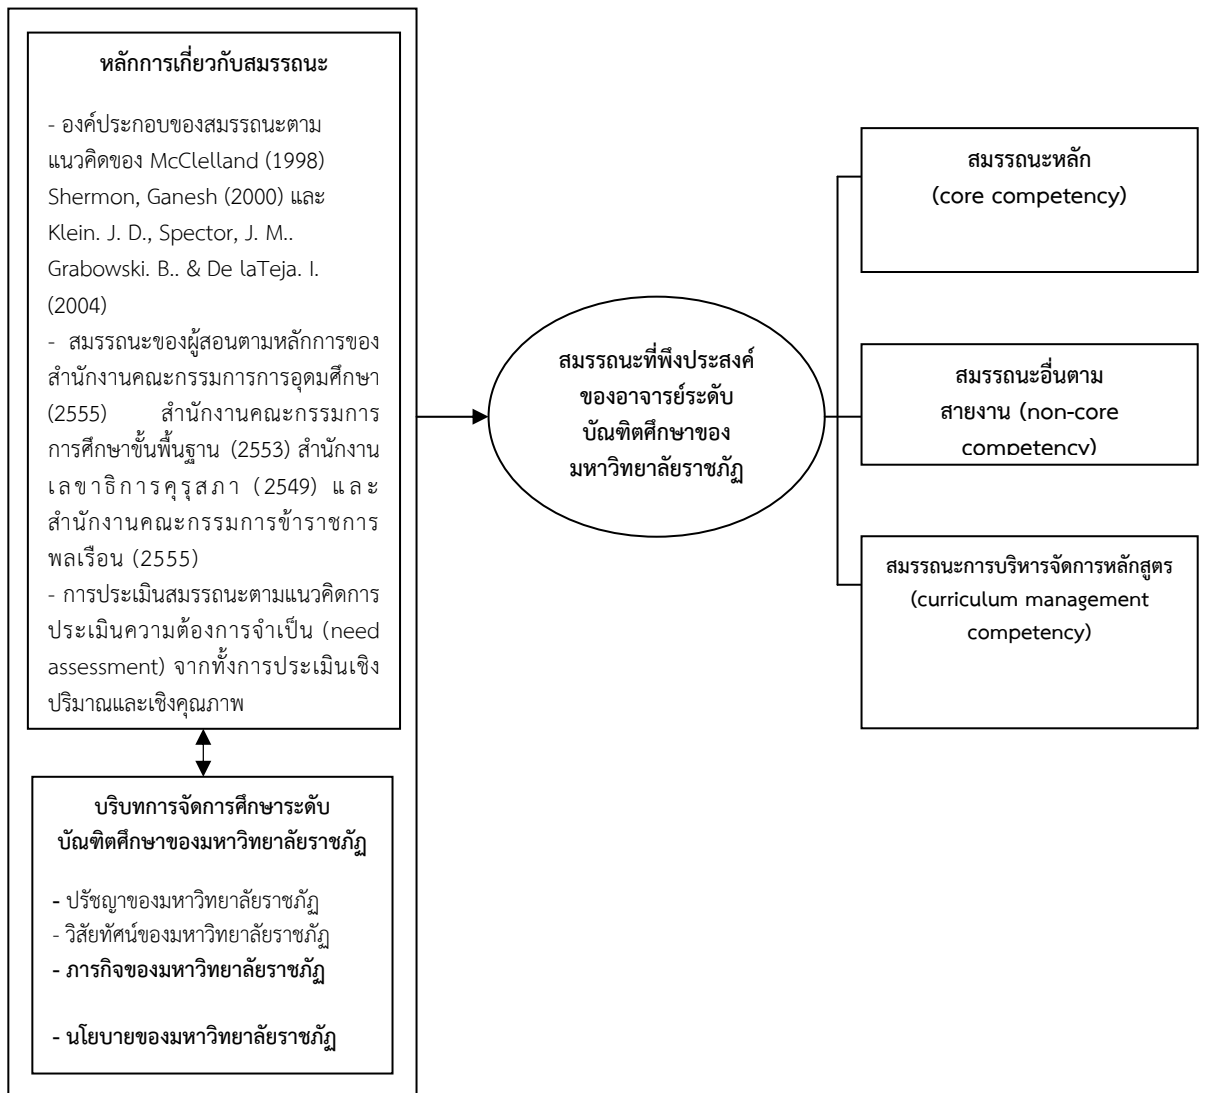 หลักการเกี่ยวกับสมรรถนะ
- องค์ประกอบของสมรรถนะตาม
แนวคิดของ McClelland (1998)
Shermon, Ganesh (2000) และ
Klein. J. D., Spector, J. M..
Grabowski. B.. & De laTeja. I.
(2004)
- สมรรถนะของผู้สอนตามหลักการของ
สำนักงานคณะกรรมการการอุดมศึกษา
(2555) สำนักงานคณะกรรมการ
การศึกษาขั้นพื้นฐาน (2553) สำนักงาน
เลขาธิการคุรุสภา (2549) และ
สำนักงานคณะกรรมการข้าราชการ
พลเรือน (2555)
- การประเมินสมรรถนะตามแนวคิดการ
ประเมินความต้องการจำเป็น (need
assessment) จากทั้งการประเมินเชิง
ปริมาณและเชิงคุณภาพ
บริบทการจัดการศึกษาระดับ
บัณฑิตศึกษาของมหาวิทยาลัยราชภัฏ
- ปรัชญาของมหาวิทยาลัยราชภัฏ
- วิสัยทัศน์ของมหาวิทยาลัยราชภัฏ
- ภารกิจของมหาวิทยาลัยราชภัฏ
- นโยบายของมหาวิทยาลัยราชภัฏ
สมรรถนะที่พึงประสงค์
ของอาจารย์ระดับ
บัณฑิตศึกษาของ
มหาวิทยาลัยราชภัฏ
สมรรถนะหลัก
(core competency)
สมรรถนะอื่นตาม
สายงาน (non-core
competency)
สมรรถนะการบริหารจัดการหลักสูตร
(curriculum management
competency)